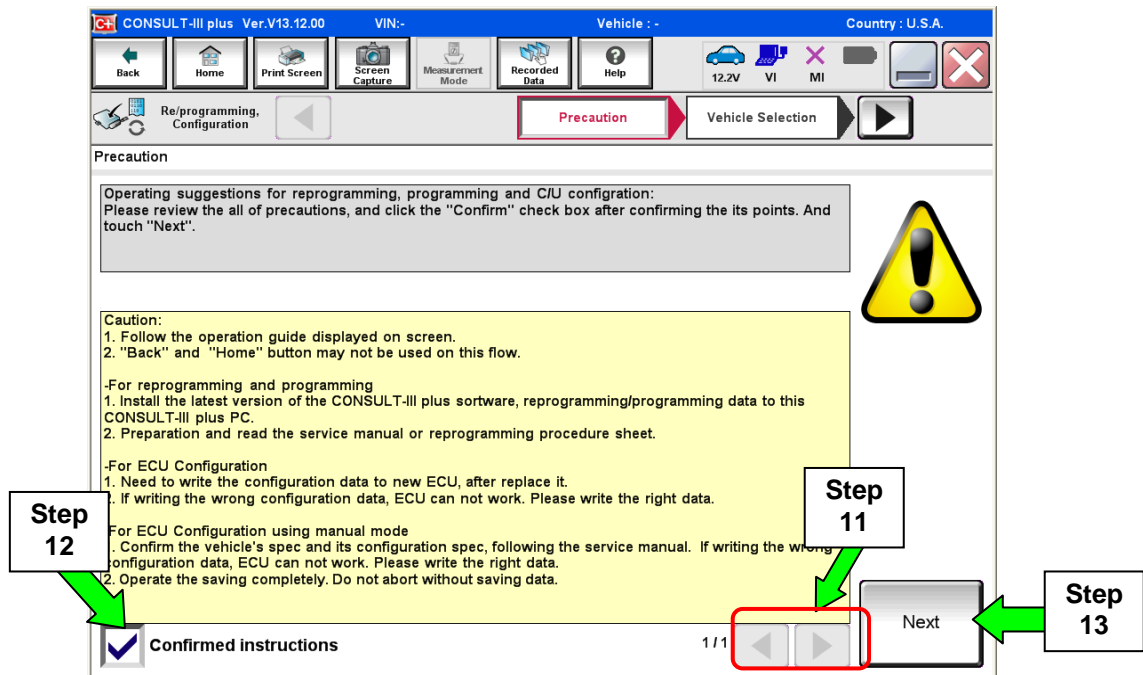 C+ CONSULT-III plus Ver.V13.12.00 VIN:- Vehicle : - Country : U.S.A.
Back
Home
Print Screen
Screen
Capture
Measurement
Mode
Recorded
Data
Help
12.2V VI MI
Re/programming,
Configuration
Precaution
Vehicle Selection
Precaution
Operating suggestions for reprogramming, programming and C/U configration:
Please review the all of precautions, and click the "Confirm" check box after confirming the its points. And
touch "Next".
Caution:
1. Follow the operation guide displayed on screen.
2. "Back" and "Home" button may not be used on this flow.
-For reprogramming and programming
1. Install the latest version of the CONSULT-III plus sortware, reprogramming/programming data to this
CONSULT-III plus PC.
2. Preparation and read the service manual or reprogramming procedure sheet.
-For ECU Configuration
1. Need to write the configuration data to new ECU, after replace it.
. If writing the wrong configuration data, ECU can not work. Please write the right data.
For ECU Configuration using manual mode
. Confirm the vehicle's spec and its configuration spec, following the service manual. If writing the wrong
configuration data, ECU can not work. Please write the right data.
2. Operate the saving completely. Do not abort without saving data.
Step
11
Step
12
Step
13
Confirmed instructions
1/1
Next